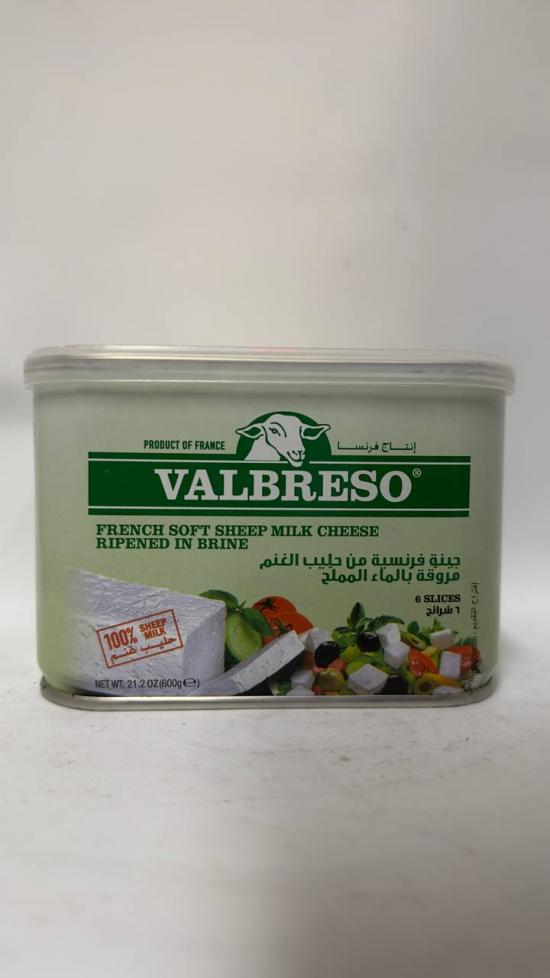 PRODUCT OF FRANCE
إنتاج فرنسا
VALBRESO®
FRENCH SOFT SHEEP MILK CHEESE
RIPENED IN BRINE
جبنة فرنسية من حليب الغنم
مروقة بالماء المملح
6 SLICES
٦ شرائح
100% SHEEP MILK
حليب غنم
NET WT: 21.2 OZ (600g℮)